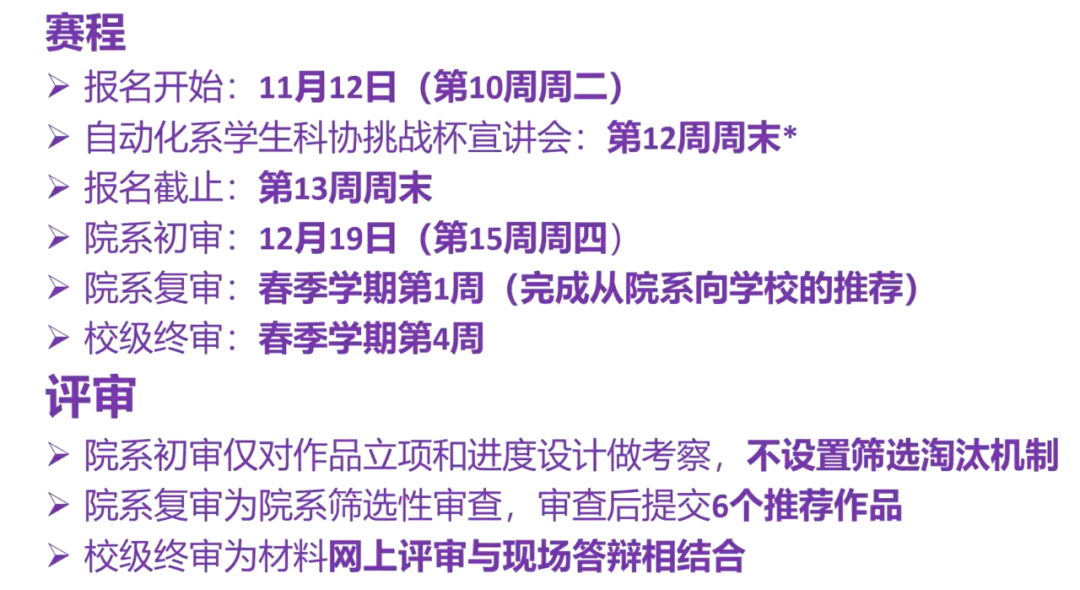 赛程
➢ 报名开始：11月12日（第10周周二）
➢ 自动化系学生科协挑战杯宣讲会：第12周周末*
➢ 报名截止：第13周周末
➢ 院系初审：12月19日（第15周周四）
➢ 院系复审：春季学期第1周（完成从院系向学校的推荐）
➢ 校级终审：春季学期第4周
评审
➢ 院系初审仅对作品立项和进度设计做考察，不设置筛选淘汰机制
➢ 院系复审为院系筛选性审查，审查后提交6个推荐作品
➢ 校级终审为材料网上评审与现场答辩相结合